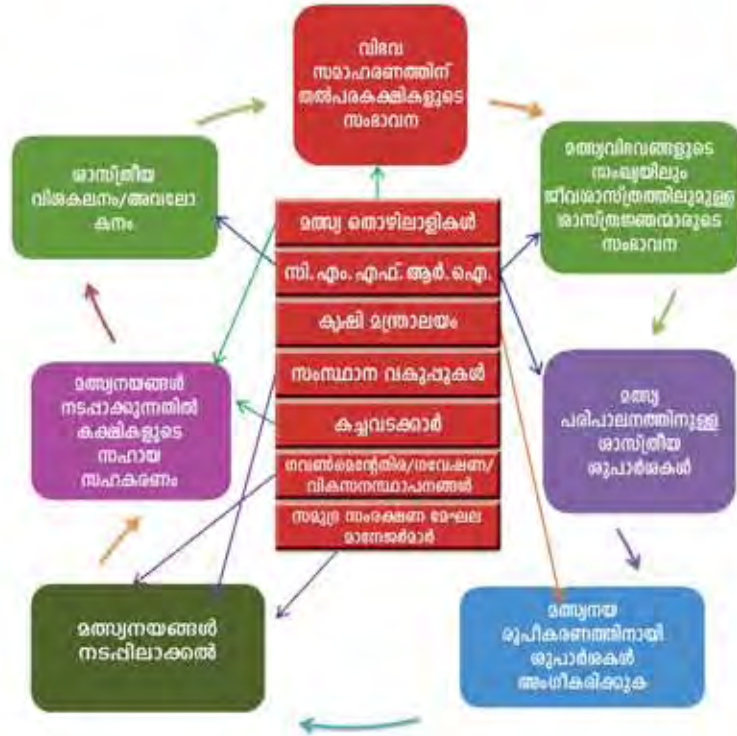 വിഭവ
സമാഹരണത്തിന്
തൽപരകക്ഷികളുടെ
സംഭാവന
ശാസ്ത്രീയ
വിശകലനം/അവലോ
കനം
മത്സ്യവിഭവങ്ങളുടെ
സംഖ്യയിലും
ജീവശാസ്ത്രത്തിലുമുള്ള
ശാസ്ത്രജ്ഞന്മാരുടെ
സംഭാവന
മത്സ്യ തൊഴിലാളികൾ
സി.എം.എഫ്.ആർ.ഐ.
കൃഷി മന്ത്രാലയം
സംസ്ഥാന വകുപ്പുകൾ
കച്ചവടക്കാർ
ഗവൺമെന്റേതിര/ഗവേഷണ/
വികസനസ്ഥാപനങ്ങൾ
സമുദ്ര സംരക്ഷണ മേഘല
മാനേജർമാർ
മത്സ്യനയങ്ങൾ
നടപ്പാക്കുന്നതിൽ
കക്ഷികളുടെ
സഹായ
സഹകരണം
മത്സ്യ
പരിപാലനത്തിനുള്ള
ശാസ്ത്രീയ
ശുപാർശകൾ
മത്സ്യനയങ്ങൾ
നടപ്പിലാക്കൽ
മത്സ്യനയ
രൂപീകരണത്തിനായി
ശുപാർശകൾ
അംഗീകരിക്കുക